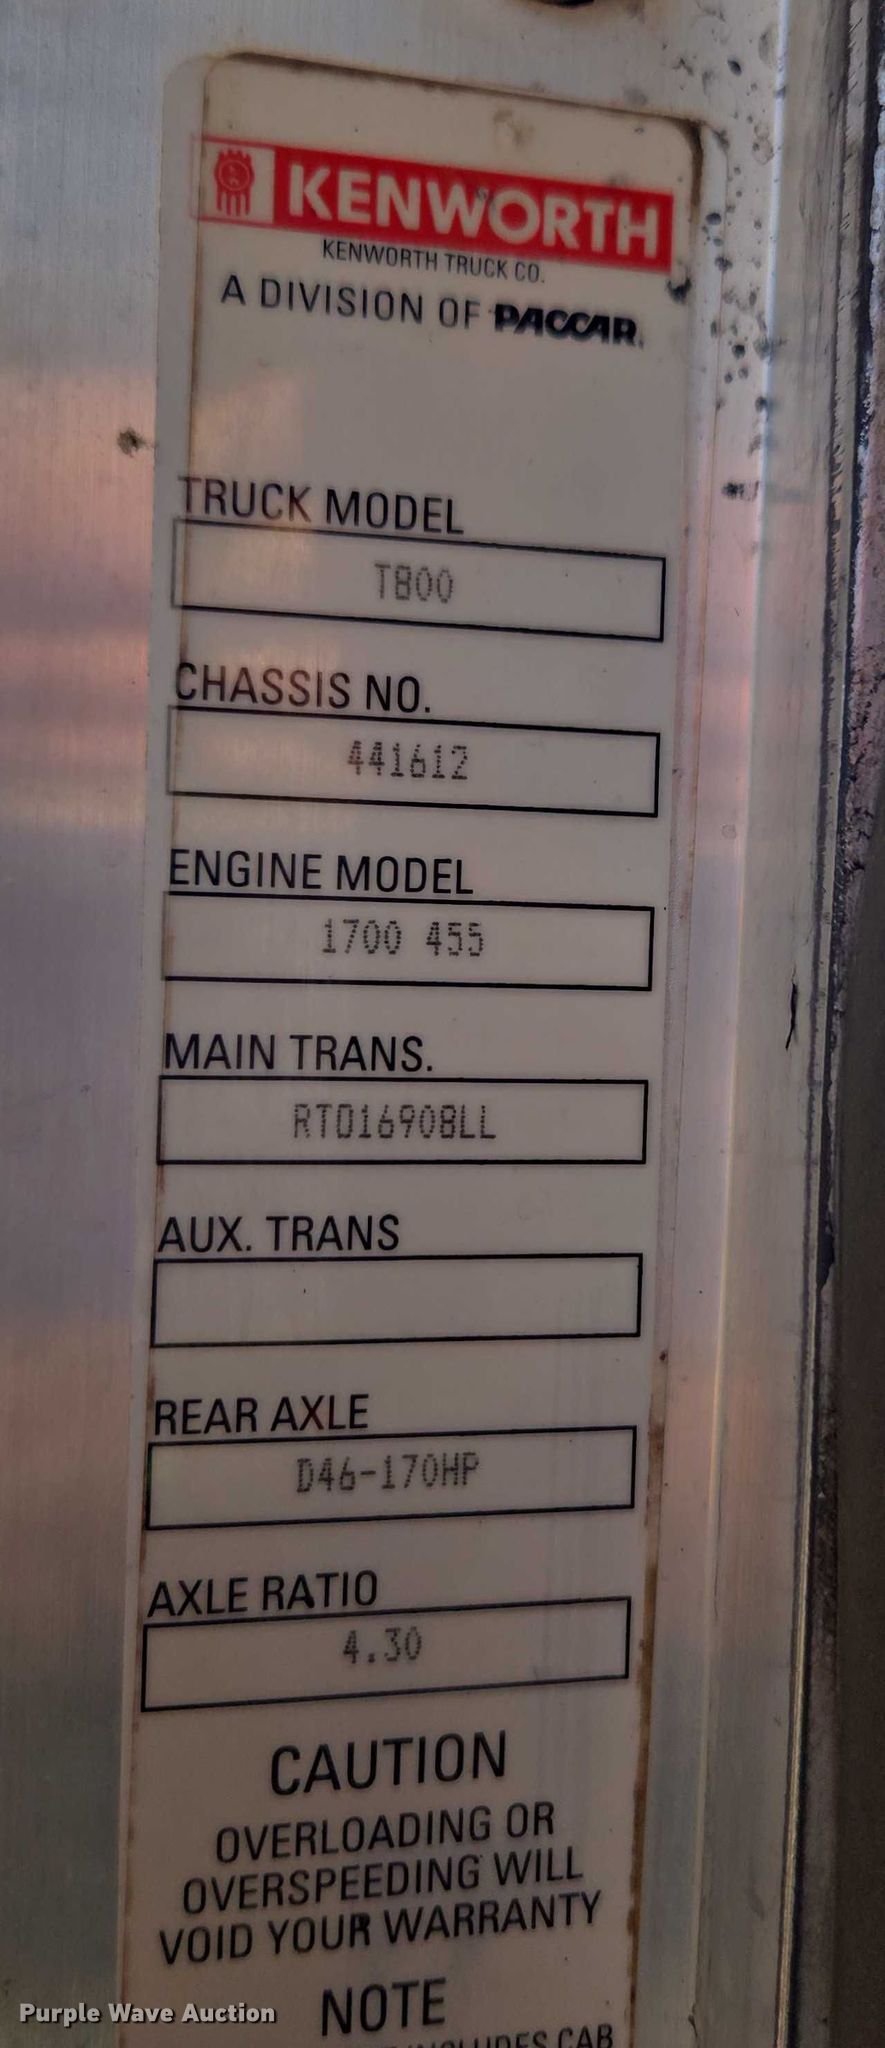 KENWORTH
KENWORTH TRUCK CO.
A DIVISION OF PACCAR.
TRUCK MODEL
T800
CHASSIS NO.
441612
ENGINE MODEL
1700 455
MAIN TRANS.
RTO16908LL
AUX. TRANS
REAR AXLE
D46-170HP
AXLE RATIO
4.30
CAUTION
OVERLOADING OR
OVERSPEEDING WILL
VOID YOUR WARRANTY
NOTE
INCLUDES CAB
Purple Wave Auction